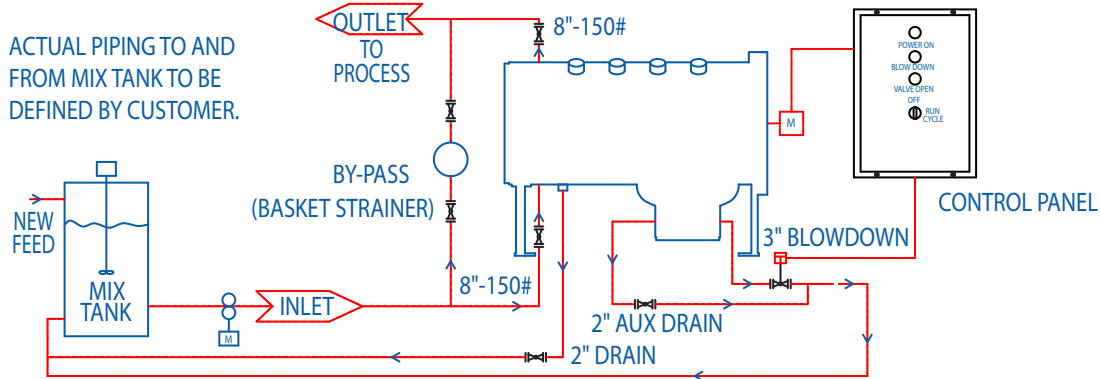 ACTUAL PIPING TO AND
FROM MIX TANK TO BE
DEFINED BY CUSTOMER.
OUTLET
TO
PROCESS
8"-150#
POWER ON
BLOW DOWN
VALVE OPEN
OFF
RUN
CYCLE
M
BY-PASS
(BASKET STRAINER)
CONTROL PANEL
NEW
FEED
3" BLOWDOWN
MIX
TANK
INLET
8"-150#
M
2" AUX DRAIN
2" DRAIN